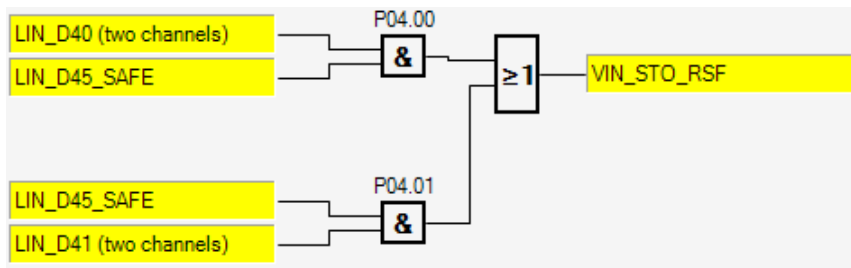 P04.00
LIN_D40 (two channels)
&
LIN_D45_SAFE
≥1
VIN_STO_RSF
P04.01
LIN_D45_SAFE
&
LIN_D41 (two channels)